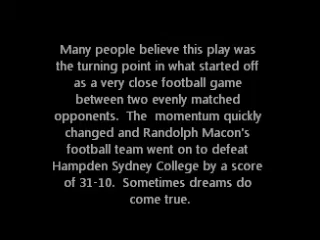 Many people believe this play was
the turning point in what started off
as a very close football game
between two evenly matched
opponents.  The  momentum quickly
changed and Randolph Macon's
football team went on to defeat
Hampden Sydney College by a score
of 31-10.  Sometimes dreams do
come true.